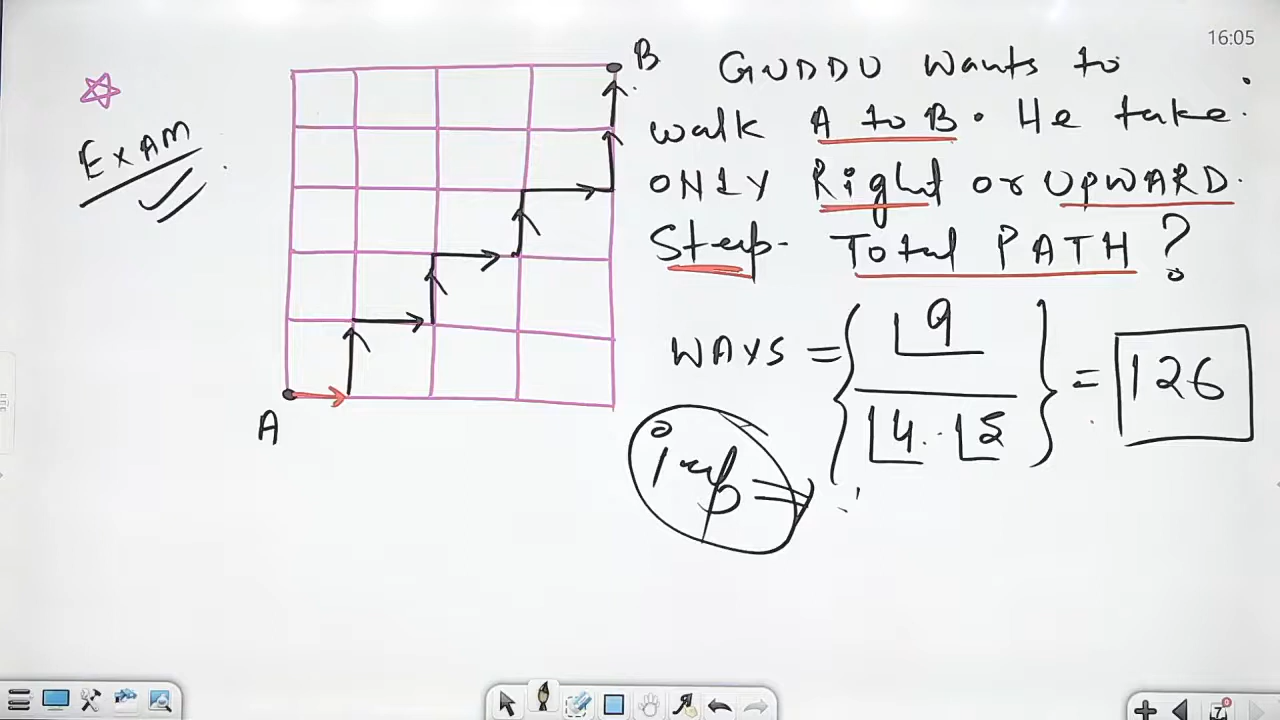 16:05
B
GUDDU wants to
walk A to B. He take
ONLY Right or UPWARD.
Step- Total PATH ?
EXAM
WAYS = { ⌊9 / ⌊4 . ⌊5 } = 126
A
Imp